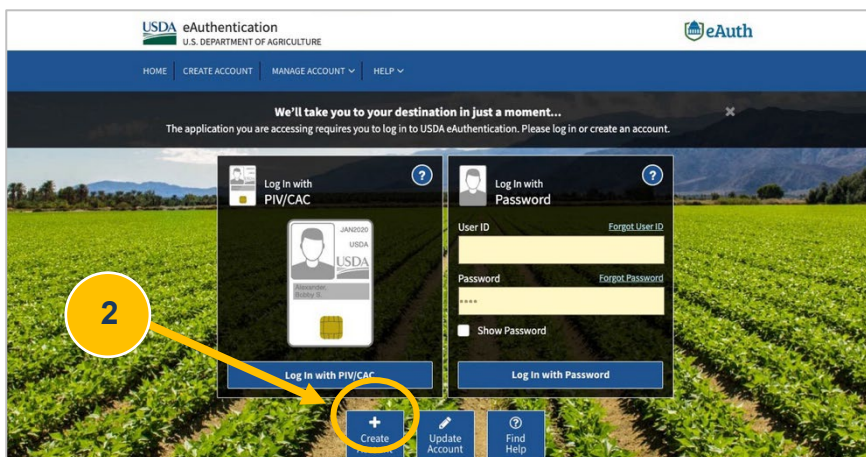 USDA eAuthentication
U.S. DEPARTMENT OF AGRICULTURE
eAuth
HOME CREATE ACCOUNT MANAGE ACCOUNT HELP
We'll take you to your destination in just a moment...
The application you are accessing requires you to log in to USDA eAuthentication. Please log in or create an account.
Log In with
PIV/CAC
?
JAN2020
USDA
USDA
Alexander,
Bobby B.
Log In with PIV/CAC
Log In with
Password
?
User ID Forgot User ID
Password Forgot Password
****
Show Password
Log In with Password
2
Create
Update
Account
Find
Help